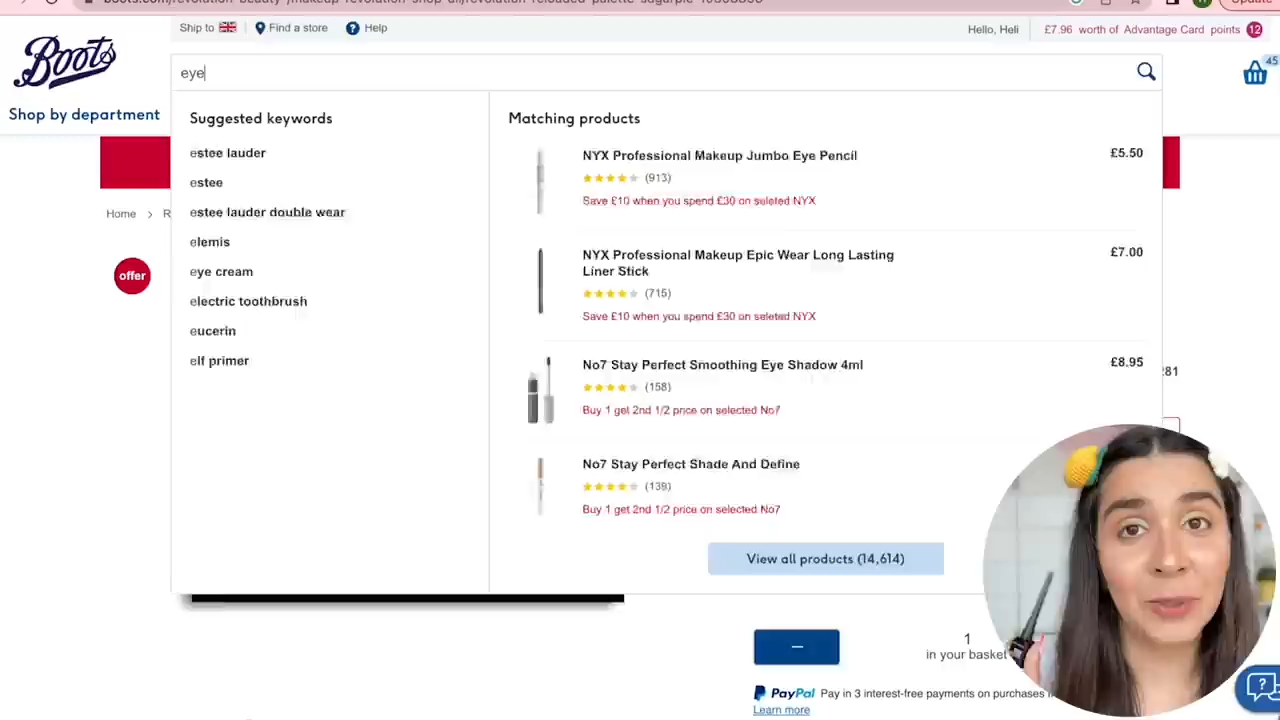 Ship to
Find a store
Help
Hello, Heli
£7.96 worth of Advantage Card points 12
Boots
eye
45
Shop by department
Suggested keywords
estee lauder
estee
estee lauder double wear
elemis
eye cream
electric toothbrush
eucerin
elf primer
Matching products
NYX Professional Makeup Jumbo Eye Pencil
£5.50
(913)
Save £10 when you spend £30 on seleted NYX
NYX Professional Makeup Epic Wear Long Lasting
Liner Stick
£7.00
(715)
Save £10 when you spend £30 on seleted NYX
No7 Stay Perfect Smoothing Eye Shadow 4ml
£8.95
(158)
Buy 1 get 2nd 1/2 price on selected No7
No7 Stay Perfect Shade And Define
(139)
Buy 1 get 2nd 1/2 price on selected No7
View all products (14,614)
Home
offer
1
in your basket
PayPal Pay in 3 interest-free payments on purchases
Learn more